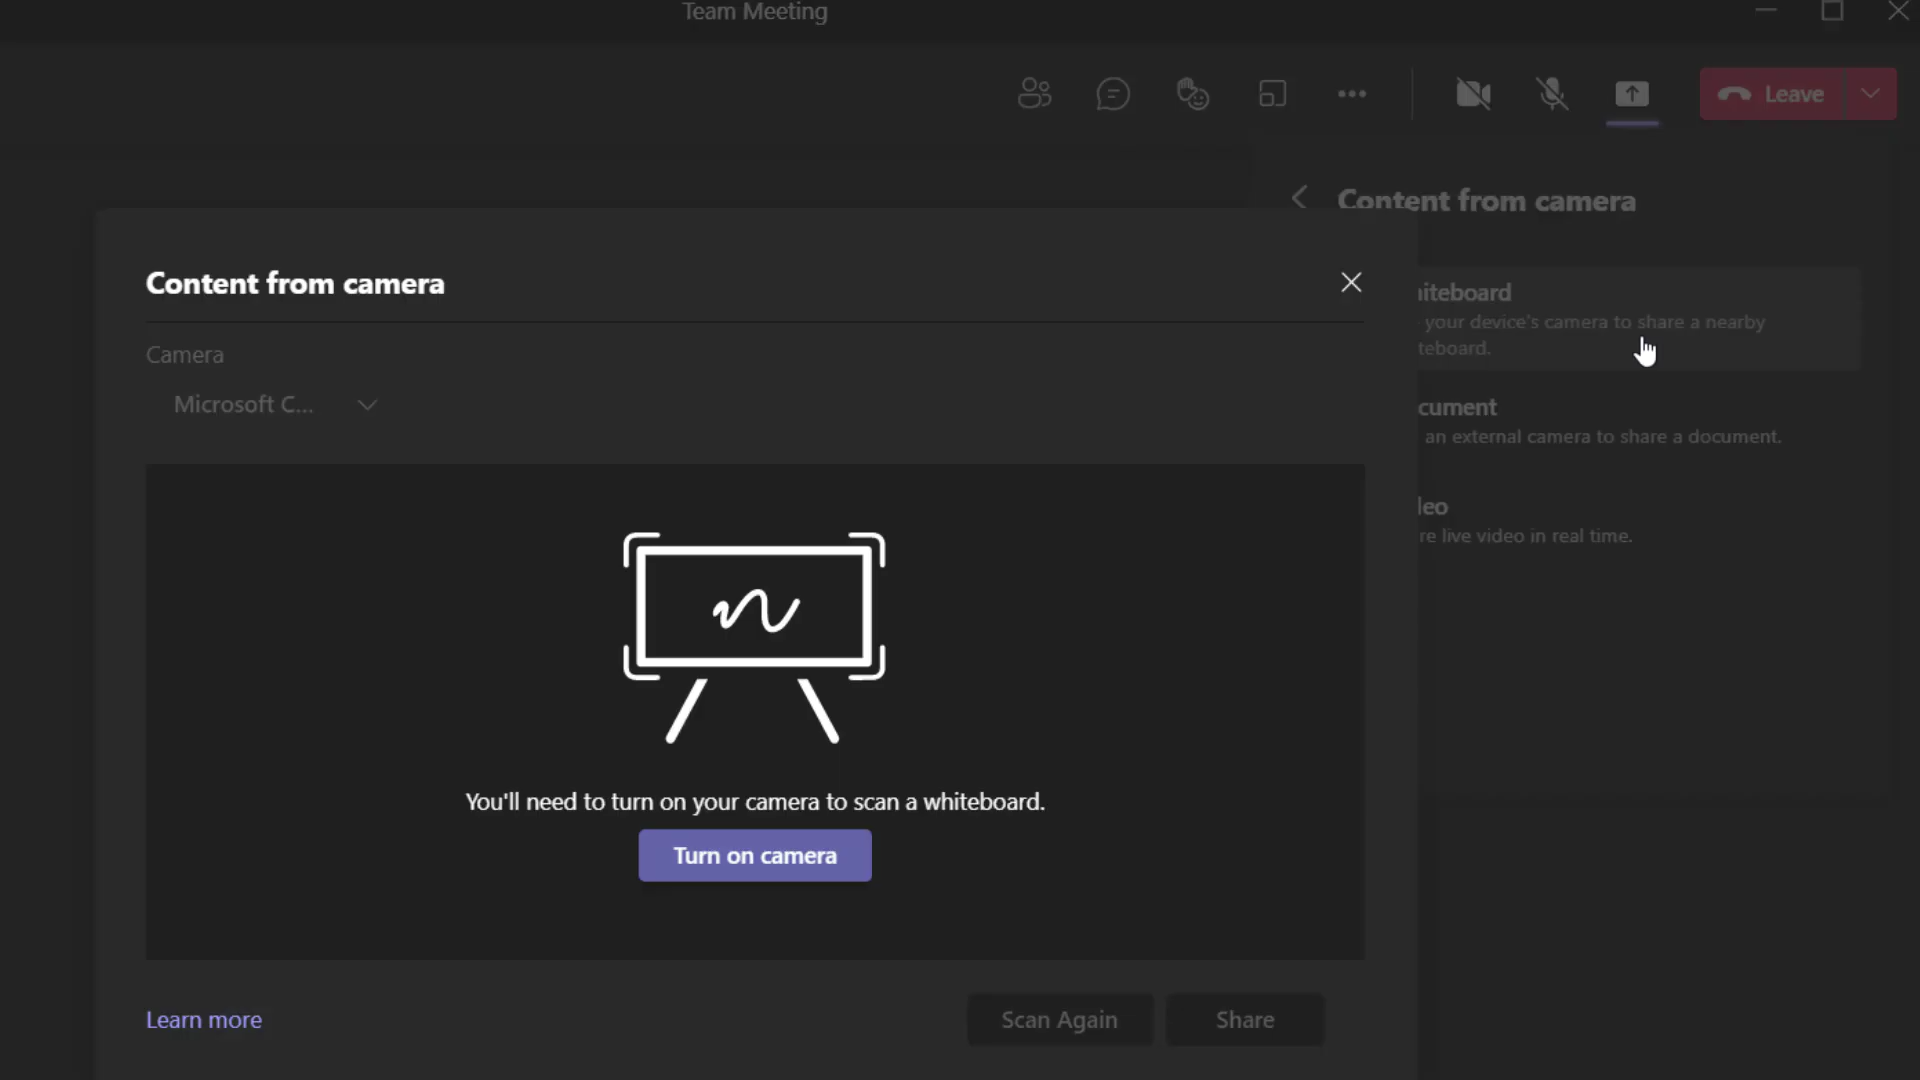 Team Meeting
Leave
Content from camera
iteboard
your device's camera to share a nearby
teboard.
cument
an external camera to share a document.
leo
re live video in real time.
Content from camera
Camera
Microsoft C...
You'll need to turn on your camera to scan a whiteboard.
Turn on camera
Learn more
Scan Again
Share